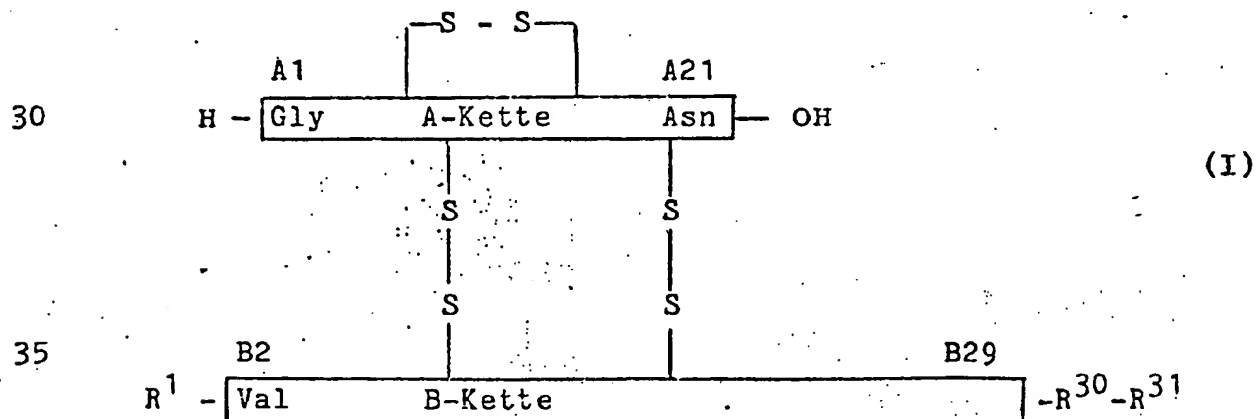 S - S
A1 A21
30 H - Gly A-Kette Asn - OH
(I)
S S
S S
35 B2 B29
R¹ - Val B-Kette -R³⁰-R³¹